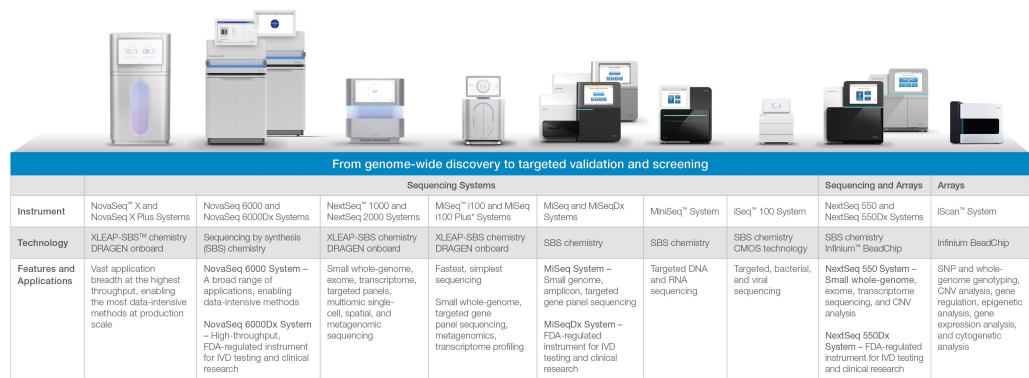 From genome-wide discovery to targeted validation and screening
Sequencing Systems
Sequencing and Arrays
Arrays
Instrument
NovaSeq™ X and
NovaSeq X Plus Systems
NovaSeq 6000 and
NovaSeq 6000Dx Systems
NextSeq™ 1000 and
NextSeq 2000 Systems
MiSeq™ i100 and MiSeq
i100 Plus* Systems
MiSeq and MiSeqDx
Systems
MiniSeq™ System
iSeq™ 100 System
NextSeq 550 and
NextSeq 550Dx Systems
iScan™ System
Technology
XLEAP-SBS™ chemistry
DRAGEN onboard
Sequencing by synthesis
(SBS) chemistry
XLEAP-SBS chemistry
DRAGEN onboard
XLEAP-SBS chemistry
DRAGEN onboard
SBS chemistry
SBS chemistry
SBS chemistry
CMOS technology
SBS chemistry
Infinium™ BeadChip
Infinium BeadChip
Features and
Applications
Vast application
breadth at the highest
throughput, enabling
the most data-intensive
methods at production
scale
NovaSeq 6000 System –
A broad range of
applications, enabling
data-intensive methods
NovaSeq 6000Dx System
– High-throughput,
FDA-regulated instrument
for IVD testing and clinical
research
Small whole-genome,
exome, transcriptome,
targeted panels,
multiomic single-
cell, spatial, and
metagenomic
sequencing
Fastest, simplest
sequencing
Small whole-genome,
targeted gene
panel sequencing,
metagenomics,
transcriptome profiling
MiSeq System –
Small genome,
amplicon, targeted
gene panel sequencing
MiSeqDx System –
FDA-regulated
instrument for IVD
testing and clinical
research
Targeted DNA
and RNA
sequencing
Targeted, bacterial,
and viral
sequencing
NextSeq 550 System –
Small whole-genome,
exome, transcriptome
sequencing, and CNV
analysis
NextSeq 550Dx
System – FDA-regulated
instrument for IVD testing
and clinical research
SNP and whole-
genome genotyping,
CNV analysis, gene
regulation, epigenetic
analysis, gene
expression analysis,
and cytogenetic
analysis